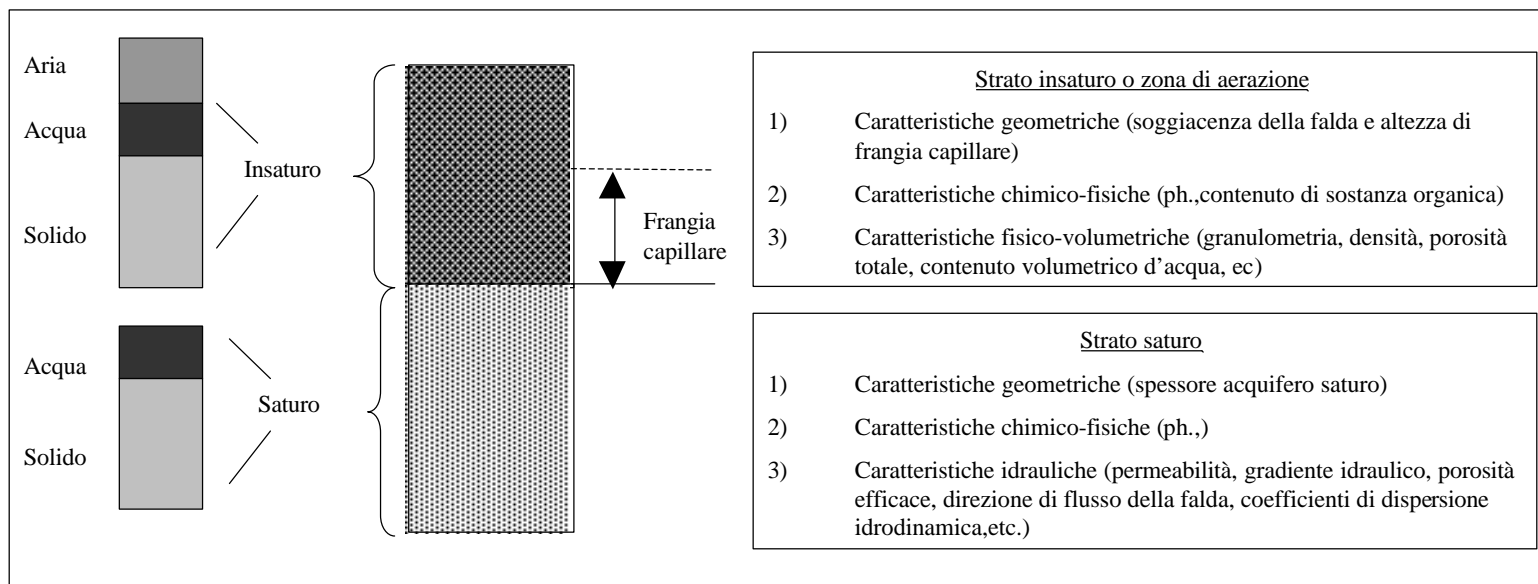 Aria
Acqua
Solido
Insaturo
Acqua
Solido
Saturo
Frangia
capillare
Strato insaturo o zona di aerazione
1) Caratteristiche geometriche (soggiacenza della falda e altezza di
frangia capillare)
2) Caratteristiche chimico-fisiche (ph.,contenuto di sostanza organica)
3) Caratteristiche fisico-volumetriche (granulometria, densità, porosità
totale, contenuto volumetrico d'acqua, ec)
Strato saturo
1) Caratteristiche geometriche (spessore acquifero saturo)
2) Caratteristiche chimico-fisiche (ph.,)
3) Caratteristiche idrauliche (permeabilità, gradiente idraulico, porosità
efficace, direzione di flusso della falda, coefficienti di dispersione
idrodinamica,etc.)